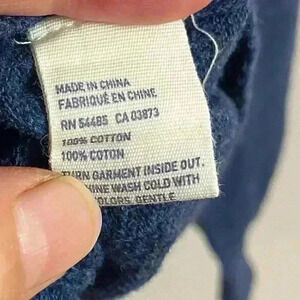 MADE IN CHINA
FABRIQUÉ EN CHINE
RN 54485 CA 03873
100% COTTON
100% COTON
TURN GARMENT INSIDE OUT.
HINE WASH COLD WITH
COLORS. GENTLE